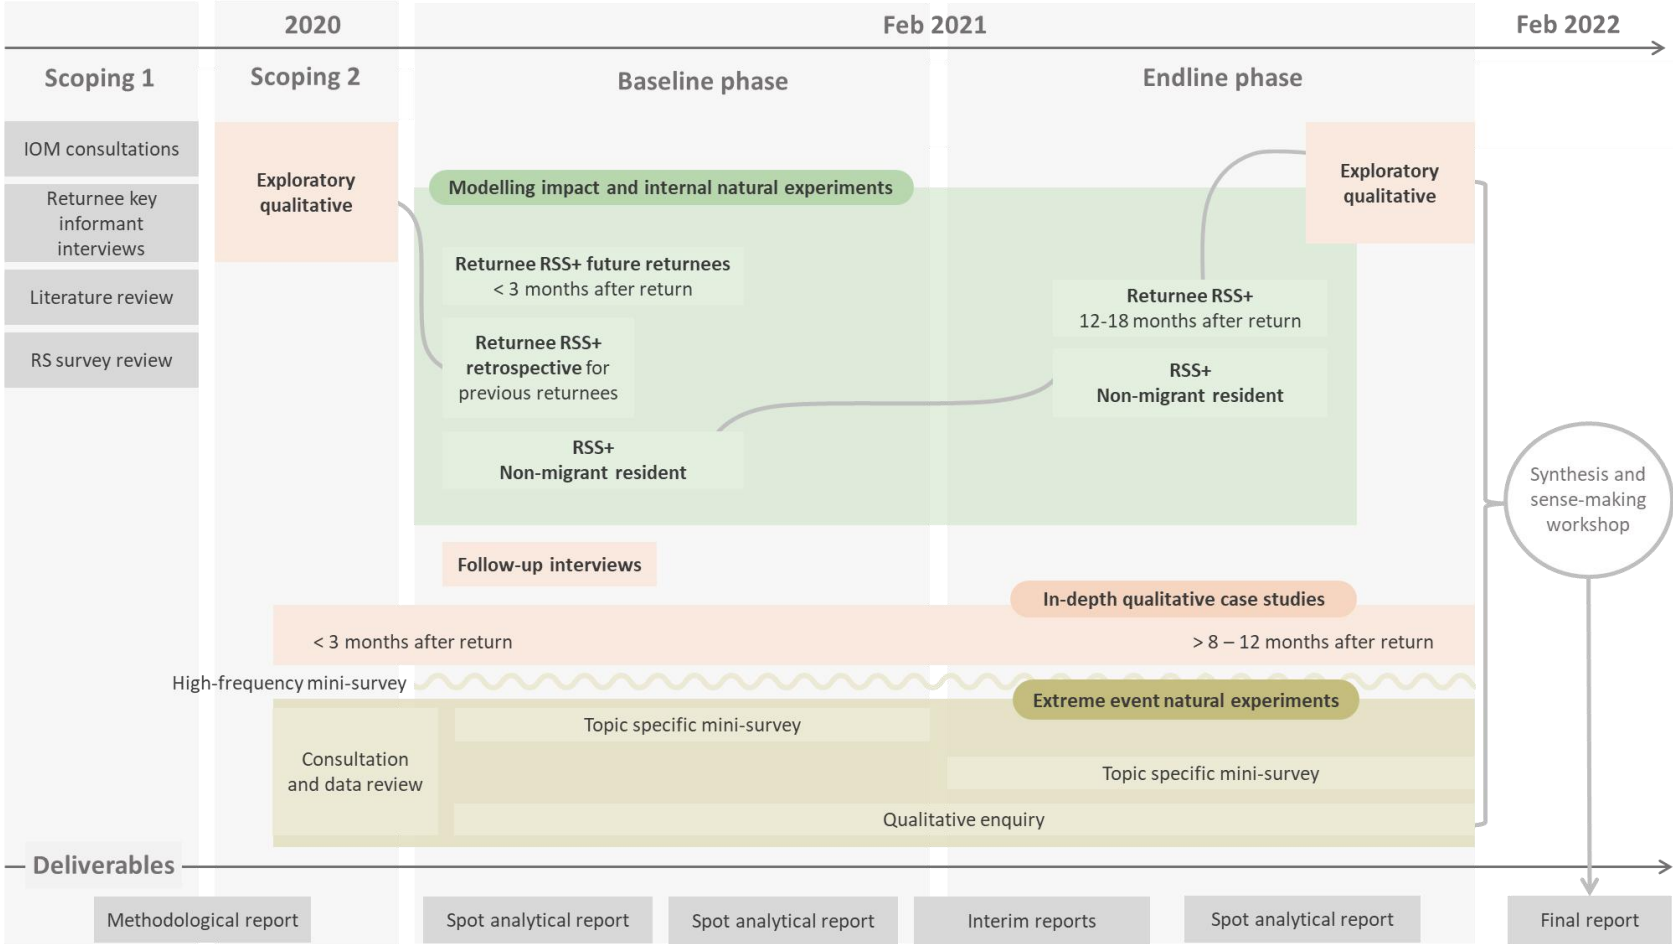 2020
Feb 2021
Feb 2022
Scoping 1
Scoping 2
Baseline phase
Endline phase
IOM consultations
Returnee key
informant
interviews
Literature review
RS survey review
Exploratory
qualitative
Modelling impact and internal natural experiments
Returnee RSS+ future returnees
< 3 months after return
Returnee RSS+
retrospective for
previous returnees
RSS+
Non-migrant resident
Returnee RSS+
12-18 months after return
RSS+
Non-migrant resident
Exploratory
qualitative
Synthesis and
sense-making
workshop
Follow-up interviews
In-depth qualitative case studies
< 3 months after return
> 8 – 12 months after return
High-frequency mini-survey
Extreme event natural experiments
Consultation
and data review
Topic specific mini-survey
Topic specific mini-survey
Qualitative enquiry
Deliverables
Methodological report
Spot analytical report
Spot analytical report
Interim reports
Spot analytical report
Final report